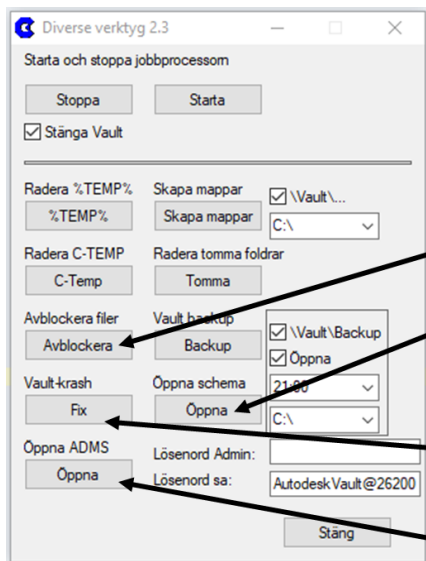 Diverse verktyg 2.3
Starta och stoppa jobbprocessorn
Stoppa
Starta
Stänga Vault
Radera %TEMP%
Skapa mappar
\Vault\...
%TEMP%
Skapa mappar
C:\
Radera C-TEMP
Radera tomma foldrar
C-Temp
Tomma
Avblockera filer
Vault backup
\Vault\Backup
Avblockera
Backup
Öppna
Vault-krash
Öppna schema
21:00
Fix
Öppna
C:\
Öppna ADMS
Lösenord Admin:
Öppna
Lösenord sa:
AutodeskVault@26200
Stäng